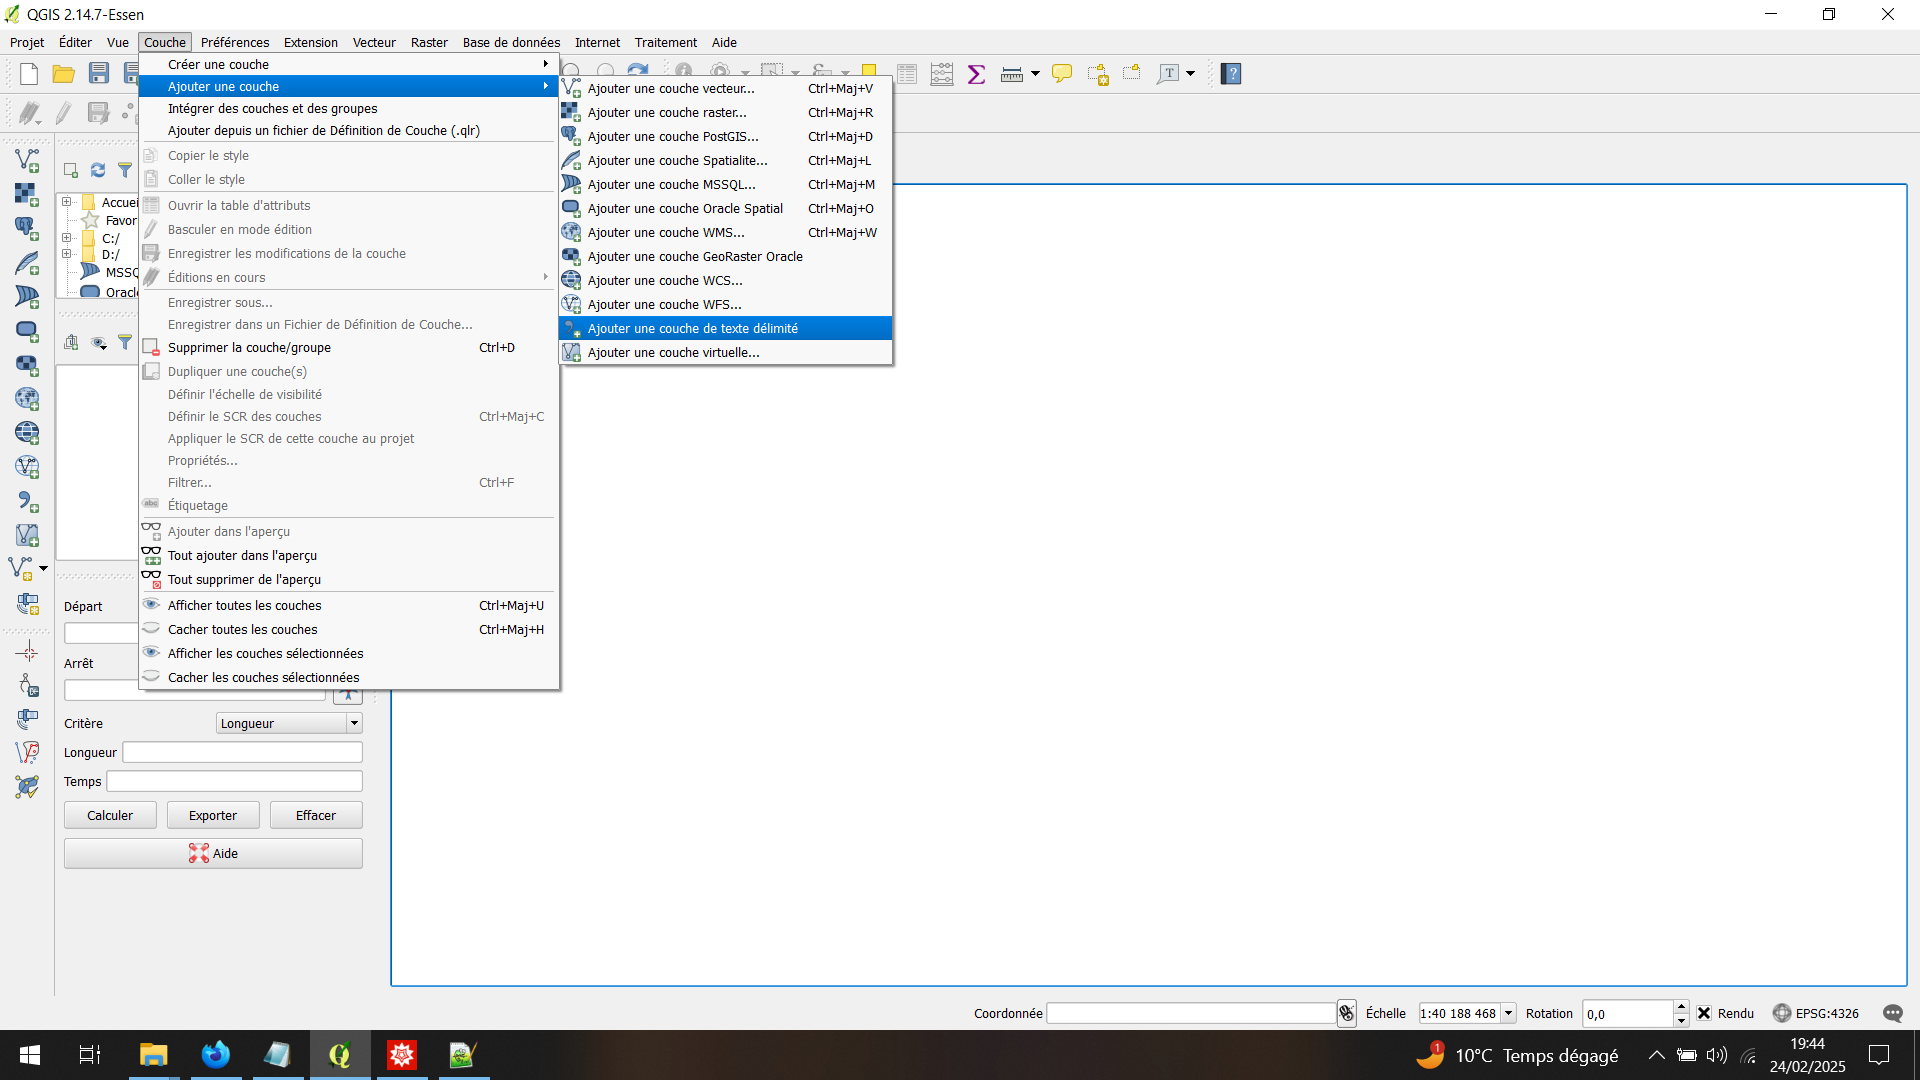 QGIS 2.14.7-Essen
Projet Éditer Vue Couche Préférences Extension Vecteur Raster Base de données Internet Traitement Aide
Créer une couche
Ajouter une couche
Intégrer des couches et des groupes
Ajouter depuis un fichier de Définition de Couche (.qlr)
Copier le style
Coller le style
Ouvrir la table d'attributs
Basculer en mode édition
Enregistrer les modifications de la couche
Éditions en cours
Enregistrer sous...
Enregistrer dans un Fichier de Définition de Couche...
Supprimer la couche/groupe Ctrl+D
Dupliquer une couche(s)
Définir l'échelle de visibilité
Définir le SCR des couches Ctrl+Maj+C
Appliquer le SCR de cette couche au projet
Propriétés...
Filtrer... Ctrl+F
abc Étiquetage
Ajouter dans l'aperçu
Tout ajouter dans l'aperçu
Tout supprimer de l'aperçu
Afficher toutes les couches Ctrl+Maj+U
Cacher toutes les couches Ctrl+Maj+H
Afficher les couches sélectionnées
Cacher les couches sélectionnées
Ajouter une couche vecteur... Ctrl+Maj+V
Ajouter une couche raster... Ctrl+Maj+R
Ajouter une couche PostGIS... Ctrl+Maj+D
Ajouter une couche Spatialite... Ctrl+Maj+L
Ajouter une couche MSSQL... Ctrl+Maj+M
Ajouter une couche Oracle Spatial Ctrl+Maj+O
Ajouter une couche WMS... Ctrl+Maj+W
Ajouter une couche GeoRaster Oracle
Ajouter une couche WCS...
Ajouter une couche WFS...
Ajouter une couche de texte délimité
Ajouter une couche virtuelle...
Accuei
Favor
C:/
D:/
MSSQ
Oracle
Départ
Arrêt
Critère Longueur
Longueur
Temps
Calculer Exporter Effacer
Aide
Coordonnée Échelle 1:40 188 468 Rotation 0,0 Rendu EPSG:4326
1 10°C Temps dégagé
19:44
24/02/2025